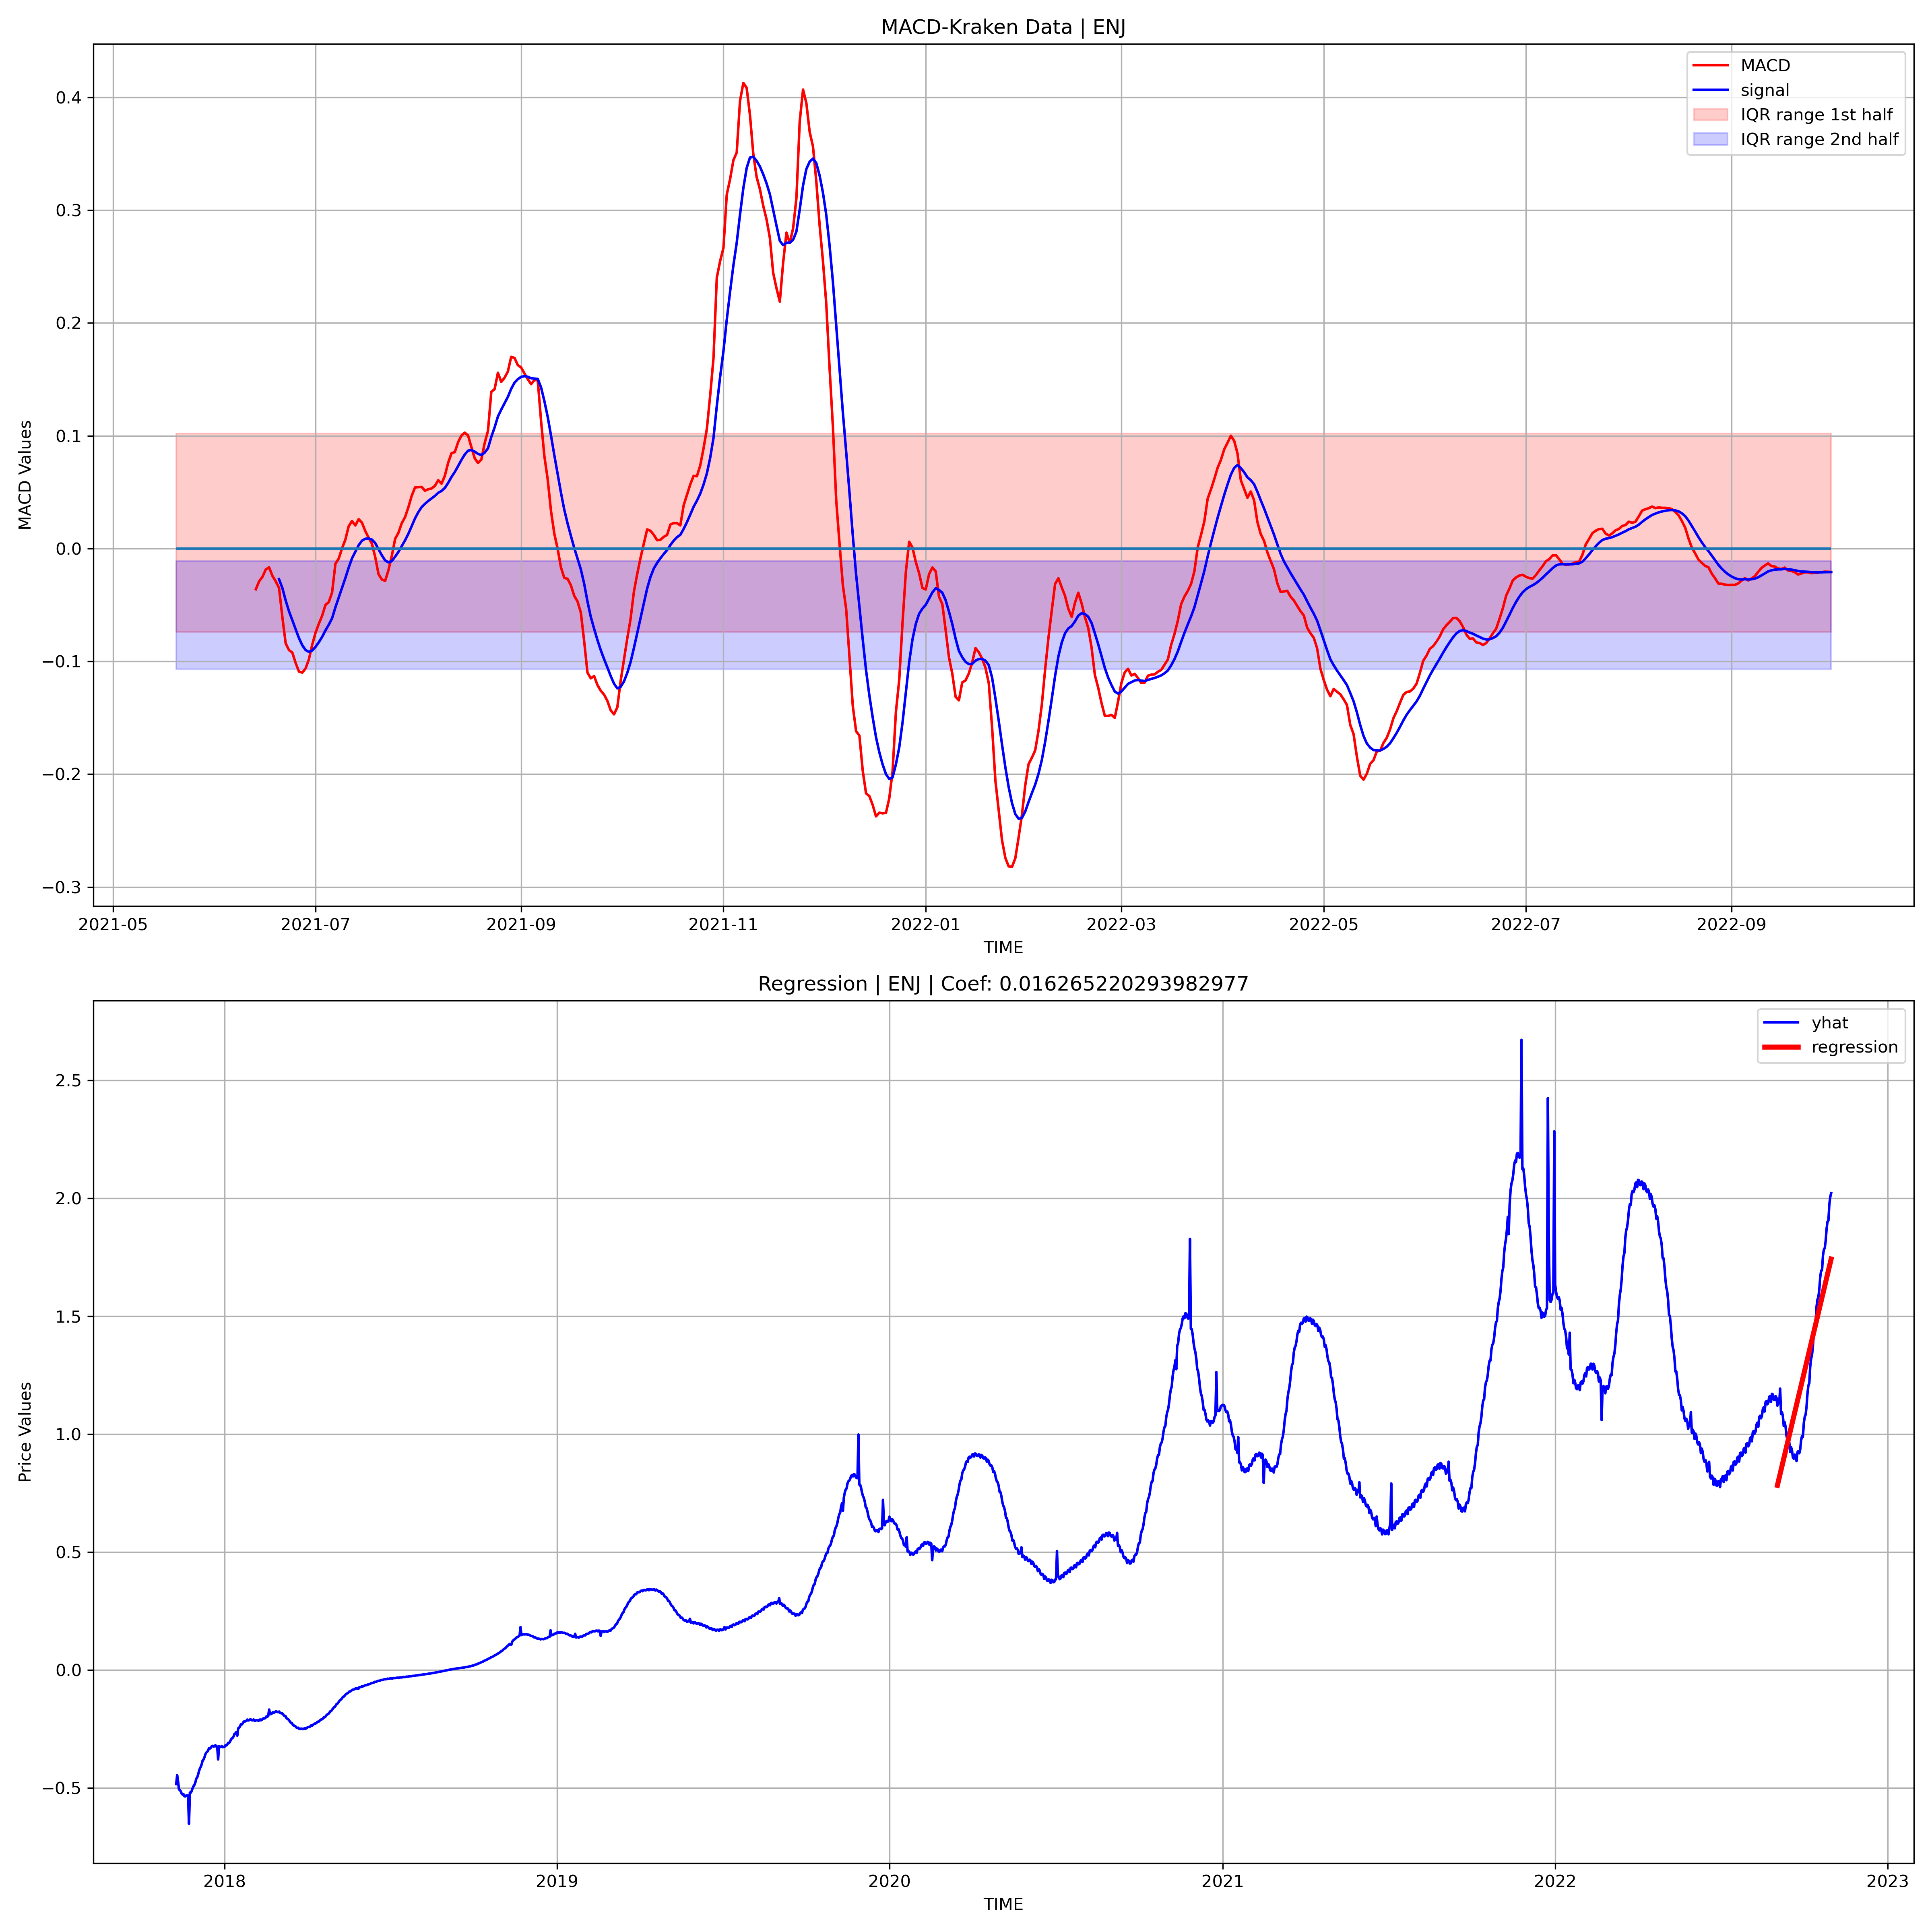 MACD-Kraken Data | ENJ
MACD
signal
IQR range 1st half
IQR range 2nd half
MACD Values
0.4
0.3
0.2
0.1
0.0
−0.1
−0.2
−0.3
2021-05 2021-07 2021-09 2021-11 2022-01 2022-03 2022-05 2022-07 2022-09
TIME
Regression | ENJ | Coef: 0.016265220293982977
yhat
regression
Price Values
2.5
2.0
1.5
1.0
0.5
0.0
−0.5
2018 2019 2020 2021 2022 2023
TIME